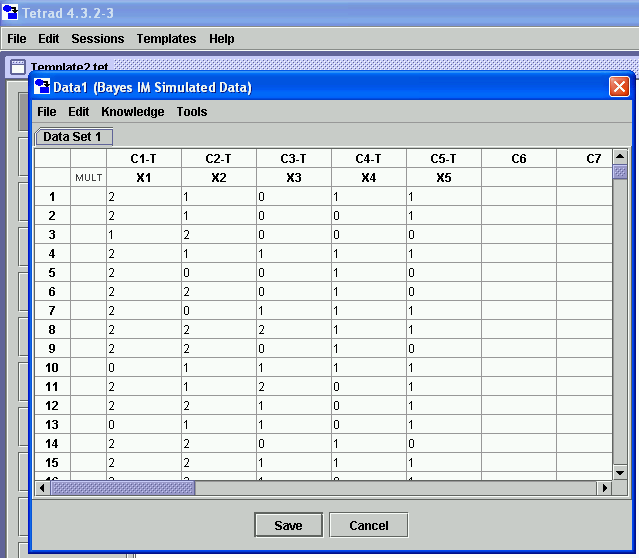 Tetrad 4.3.2-3
File Edit Sessions Templates Help
Template2.tet
Data1 (Bayes IM Simulated Data)
File Edit Knowledge Tools
Data Set 1
C1-T C2-T C3-T C4-T C5-T C6 C7
MULT X1 X2 X3 X4 X5
1 2 1 0 1 1
2 2 1 0 0 1
3 1 2 0 0 0
4 2 1 1 1 1
5 2 0 0 1 0
6 2 2 0 1 0
7 2 0 1 1 1
8 2 2 2 1 1
9 2 2 0 1 0
10 0 1 1 1 1
11 2 1 2 0 1
12 2 2 1 0 1
13 0 1 1 0 1
14 2 2 0 1 0
15 2 2 1 1 1
Save Cancel